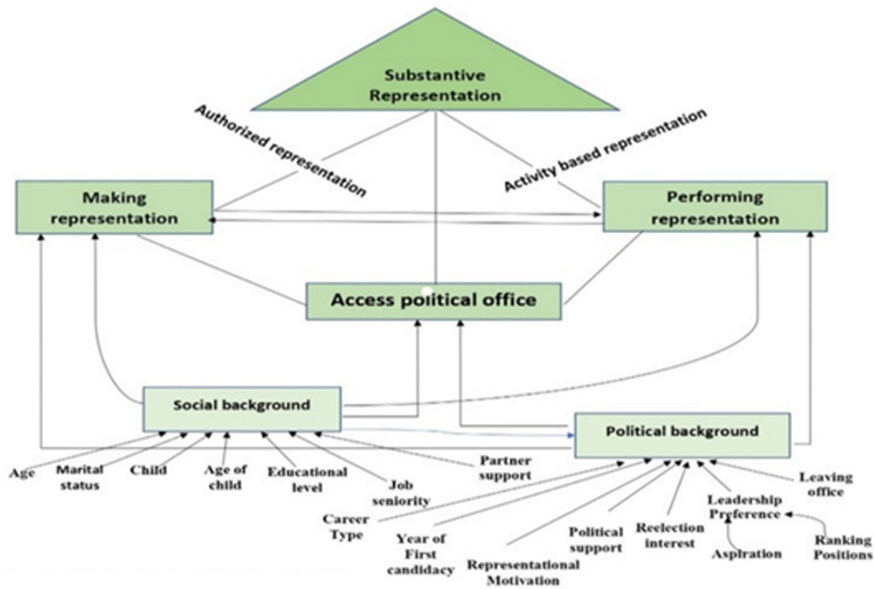 Substantive
Representation
Authorized representation
Activity based representation
Making
representation
Performing
representation
Access political office
Social background
Political background
Age
Marital
status
Child
Age of
child
Educational
level
Job
seniority
Partner
support
Career
Type
Year of
First
candidacy
Representational
Motivation
Political
support
Reelection
interest
Leadership
Preference
Leaving
office
Aspiration
Ranking
Positions